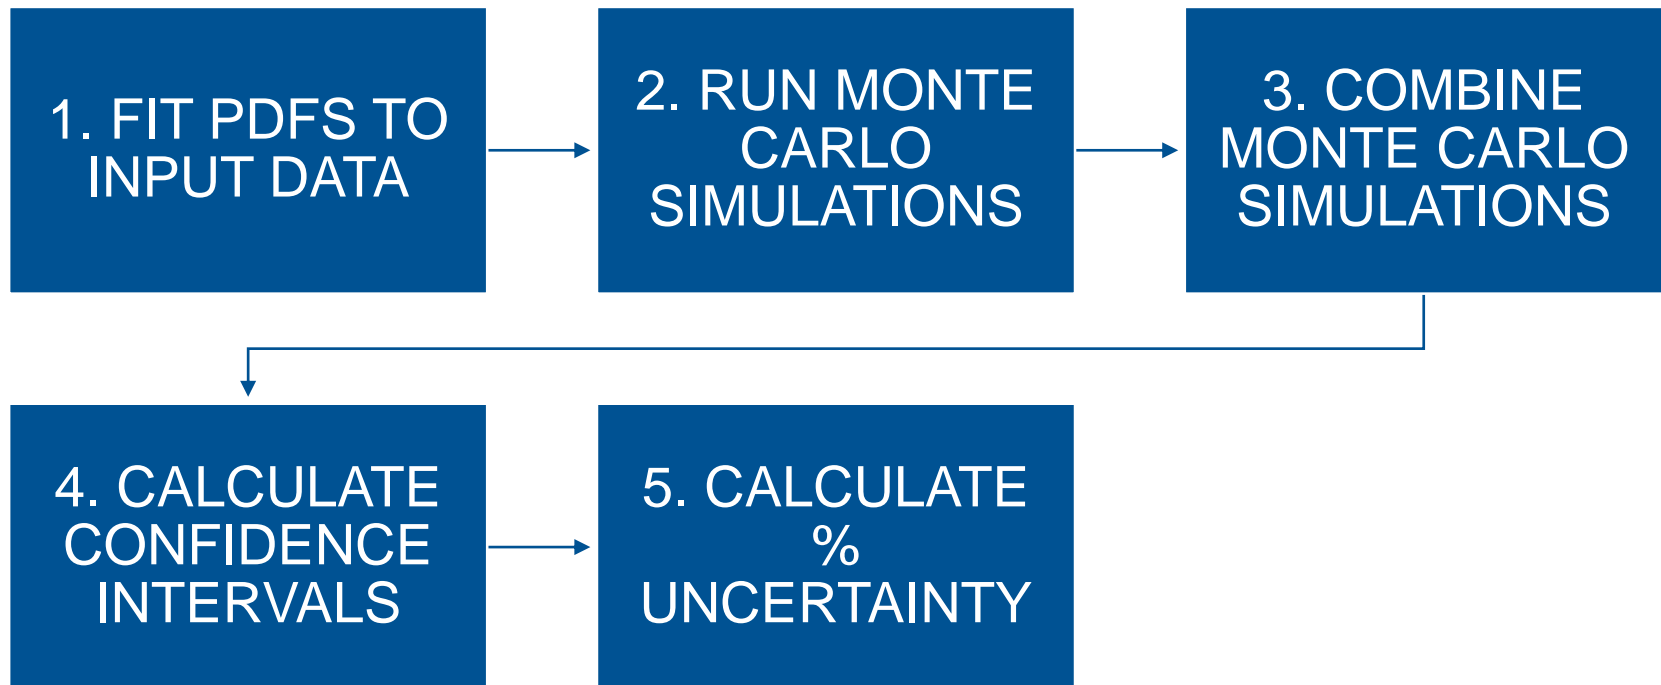 1. FIT PDFS TO
INPUT DATA
2. RUN MONTE
CARLO
SIMULATIONS
3. COMBINE
MONTE CARLO
SIMULATIONS
4. CALCULATE
CONFIDENCE
INTERVALS
5. CALCULATE
%
UNCERTAINTY